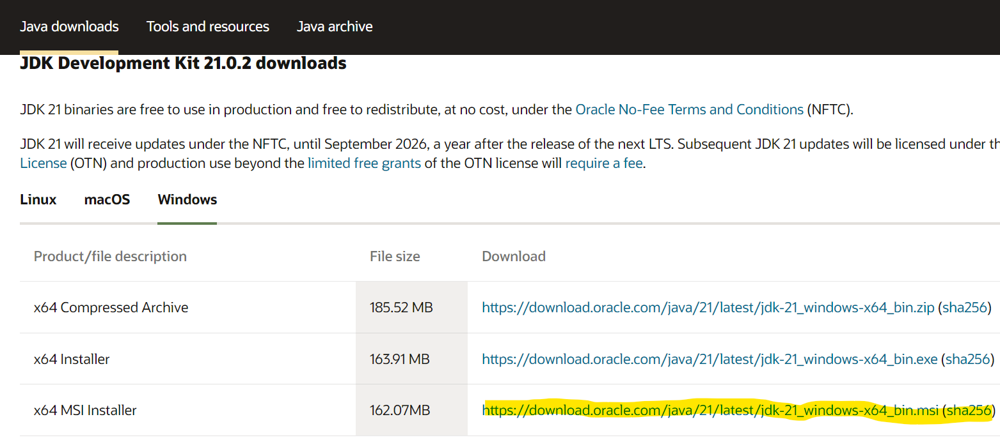 Java downloads Tools and resources Java archive
JDK Development Kit 21.0.2 downloads
JDK 21 binaries are free to use in production and free to redistribute, at no cost, under the Oracle No-Fee Terms and Conditions (NFTC).
JDK 21 will receive updates under the NFTC, until September 2026, a year after the release of the next LTS. Subsequent JDK 21 updates will be licensed under
License (OTN) and production use beyond the limited free grants of the OTN license will require a fee.
Linux macOS Windows
Product/file description File size Download
x64 Compressed Archive 185.52 MB https://download.oracle.com/java/21/latest/jdk-21_windows-x64_bin.zip (sha256)
x64 Installer 163.91 MB https://download.oracle.com/java/21/latest/jdk-21_windows-x64_bin.exe (sha256)
x64 MSI Installer 162.07MB https://download.oracle.com/java/21/latest/jdk-21_windows-x64_bin.msi (sha256)